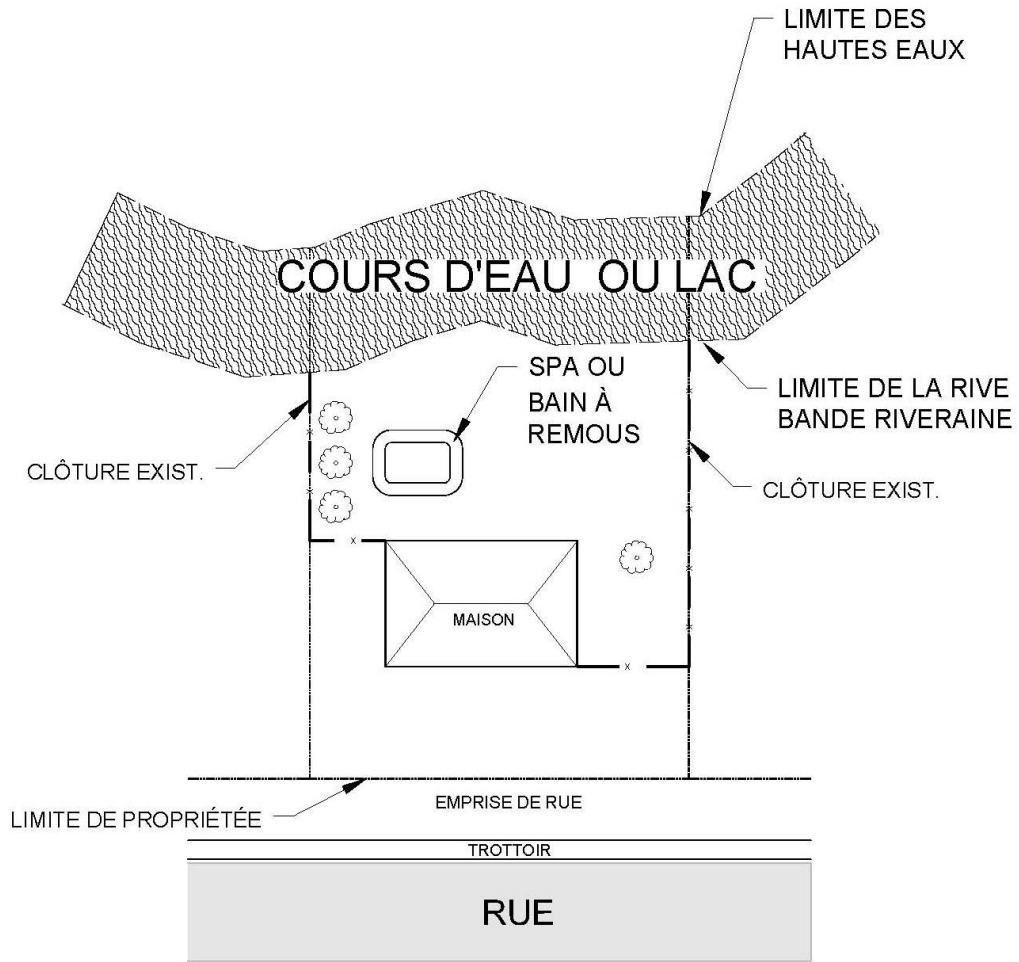 LIMITE DES
HAUTES EAUX
COURS D'EAU OU LAC
SPA OU
BAIN À
REMOUS
LIMITE DE LA RIVE
BANDE RIVERAINE
CLÔTURE EXIST.
CLÔTURE EXIST.
MAISON
EMPRISE DE RUE
LIMITE DE PROPRIÉTÉE
TROTTOIR
RUE